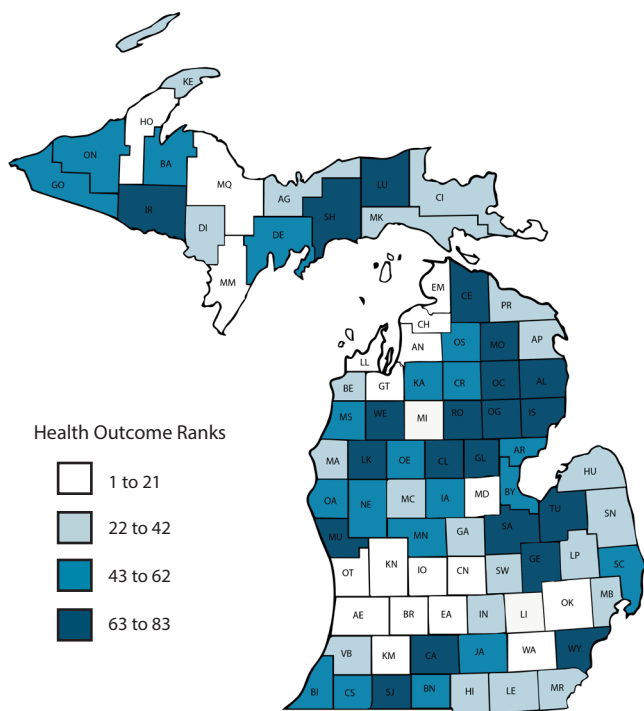 KE
HO
ON
BA
GO
MQ
IR
AG
LU
CI
DI
SH
MK
DE
MM
EM
CE
PR
CH
AN
OS
MO
AP
LL
BE
GT
KA
CR
OC
AL
MS
WE
MI
RO
OG
IS
Health Outcome Ranks
MA
LK
OE
CL
GL
AR
HU
1 to 21
OA
NE
MC
IA
MD
BY
TU
SN
22 to 42
MU
MN
GA
SA
GE
LP
SC
43 to 62
OT
KN
IO
CN
SW
MB
63 to 83
AE
BR
EA
IN
LI
OK
VB
KM
CA
JA
WA
WY
BI
CS
SJ
BN
HI
LE
MR